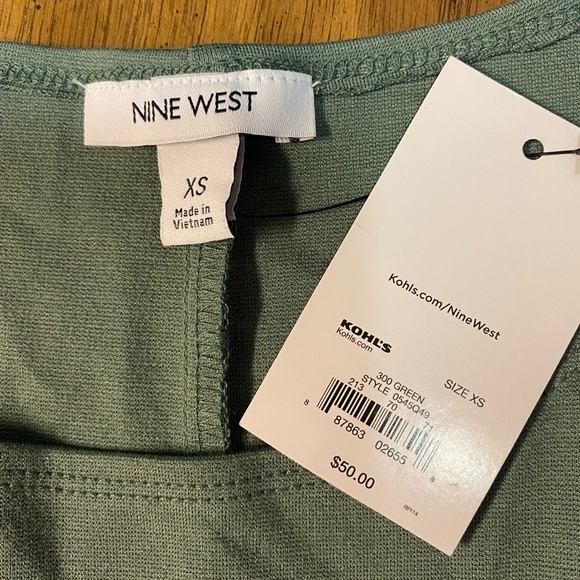 NINE WEST
XS
Made in
Vietnam
Kohls.com/NineWest
KOHL'S
Kohls.com
300 GREEN
SIZE XS
STYLE 0545Q49
213 70 71
8 87863 02655 8
$50.00
RPI14